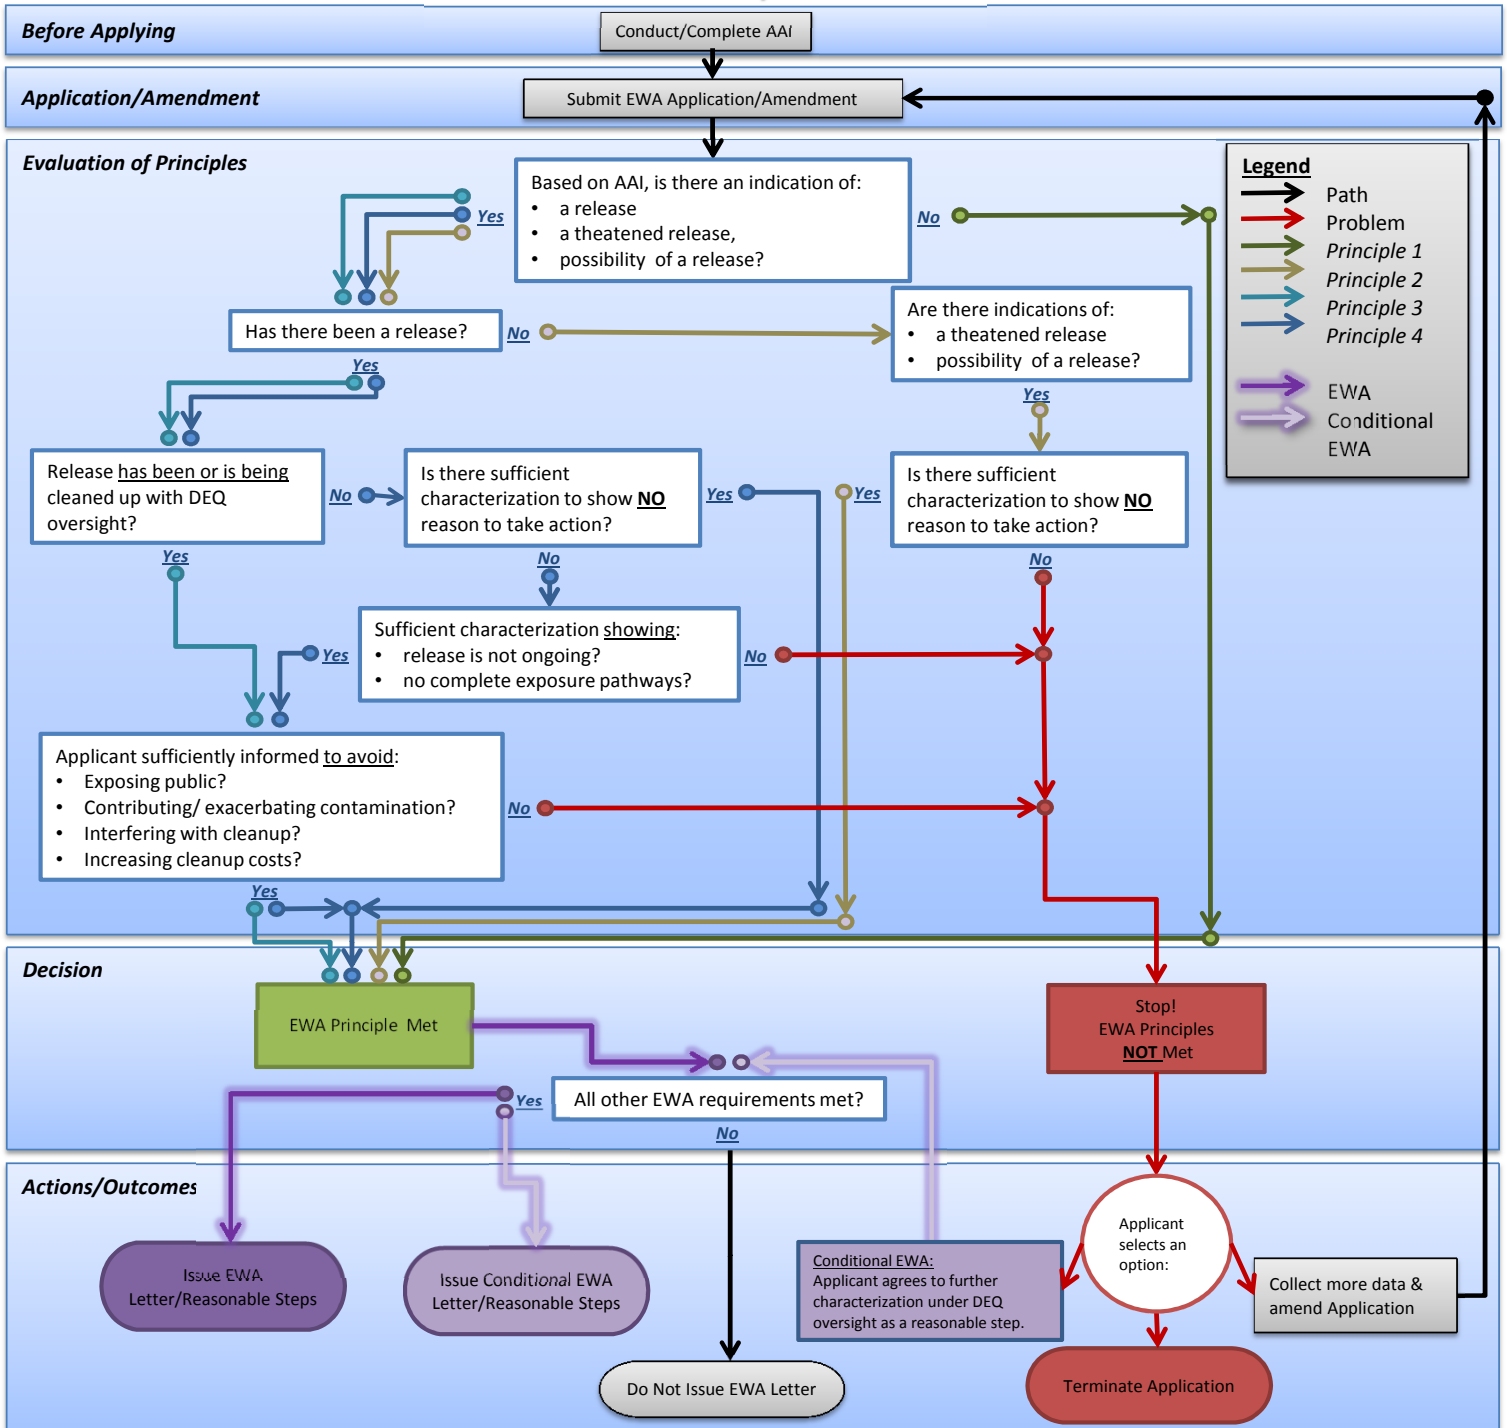 Before Applying
Conduct/Complete AAI
Application/Amendment
Submit EWA Application/Amendment
Evaluation of Principles
Based on AAI, is there an indication of:
• a release
• a theatened release,
• possibility of a release?
Yes
No
Legend
Path
Problem
Principle 1
Principle 2
Principle 3
Principle 4
EWA
Conditional
EWA
Has there been a release?
No
Yes
Are there indications of:
• a theatened release
• possibility of a release?
Yes
Release has been or is being
cleaned up with DEQ
oversight?
No
Yes
Is there sufficient
characterization to show NO
reason to take action?
Yes
No
Yes
Is there sufficient
characterization to show NO
reason to take action?
No
Sufficient characterization showing:
• release is not ongoing?
• no complete exposure pathways?
Yes
No
Applicant sufficiently informed to avoid:
• Exposing public?
• Contributing/ exacerbating contamination?
• Interfering with cleanup?
• Increasing cleanup costs?
No
Yes
Decision
EWA Principle Met
Stop!
EWA Principles
NOT Met
All other EWA requirements met?
Yes
No
Actions/Outcomes
Issue EWA
Letter/Reasonable Steps
Issue Conditional EWA
Letter/Reasonable Steps
Conditional EWA:
Applicant agrees to further
characterization under DEQ
oversight as a reasonable step.
Applicant
selects an
option:
Collect more data &
amend Application
Do Not Issue EWA Letter
Terminate Application